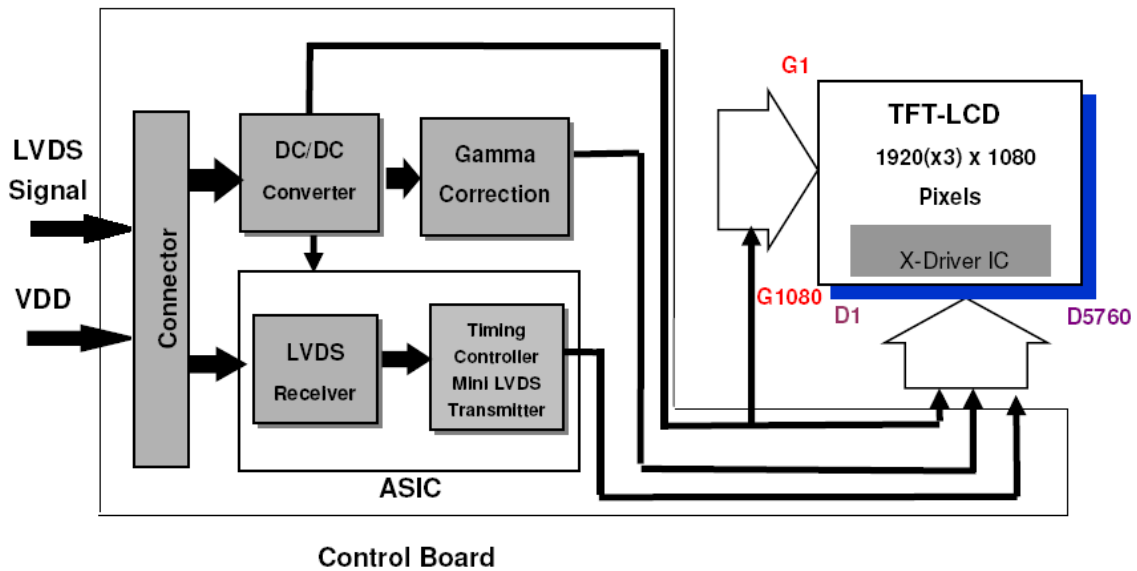 LVDS
Signal
VDD
Connector
DC/DC
Converter
Gamma
Correction
LVDS
Receiver
Timing
Controller
Mini LVDS
Transmitter
ASIC
Control Board
G1
G1080
TFT-LCD
1920(x3) x 1080
Pixels
X-Driver IC
D1
D5760